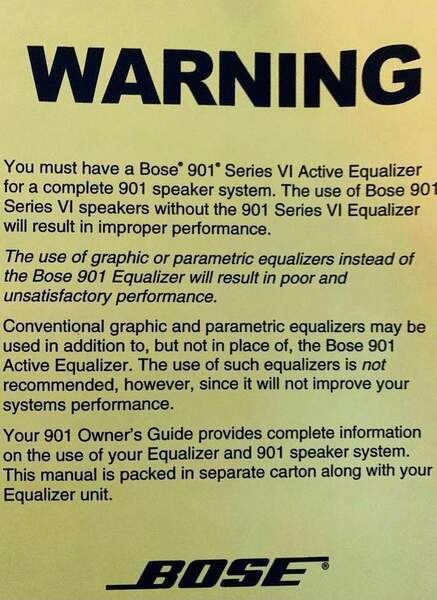 WARNING
You must have a Bose® 901® Series VI Active Equalizer
for a complete 901 speaker system. The use of Bose 901
Series VI speakers without the 901 Series VI Equalizer
will result in improper performance.
The use of graphic or parametric equalizers instead of
the Bose 901 Equalizer will result in poor and
unsatisfactory performance.
Conventional graphic and parametric equalizers may be
used in addition to, but not in place of, the Bose 901
Active Equalizer. The use of such equalizers is not
recommended, however, since it will not improve your
systems performance.
Your 901 Owner's Guide provides complete information
on the use of your Equalizer and 901 speaker system.
This manual is packed in separate carton along with your
Equalizer unit.
BOSE®